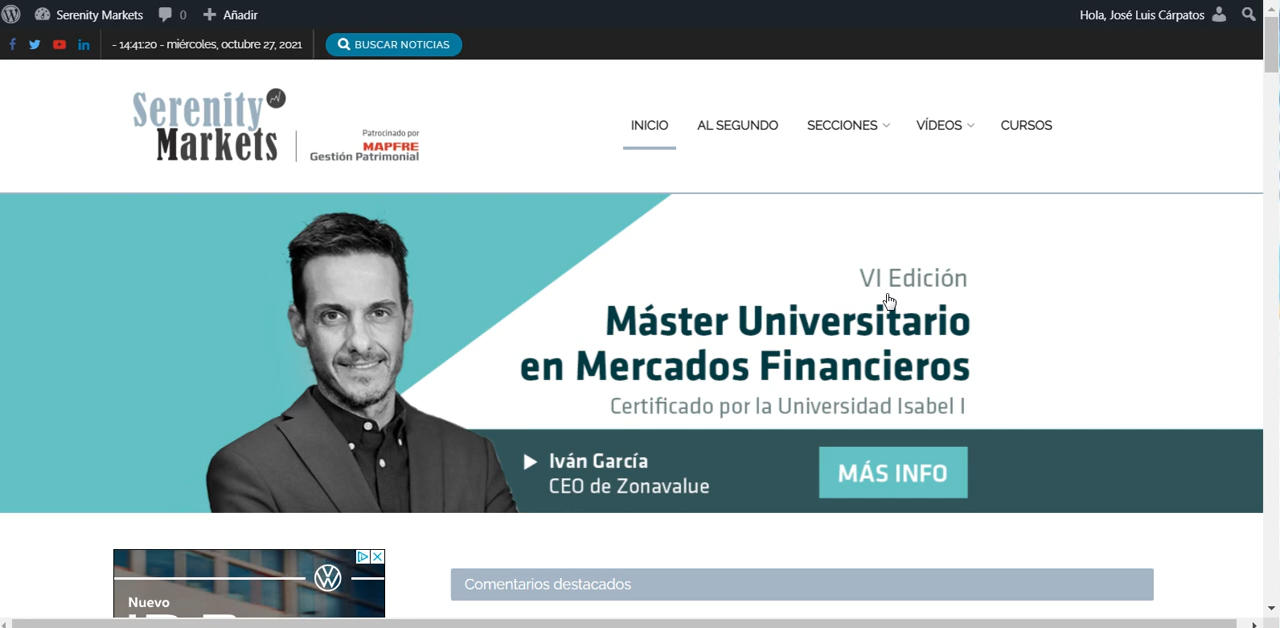 Serenity Markets 0 Añadir Hola, José Luis Cárpatos
f in - 14:41:20 - miércoles, octubre 27, 2021 BUSCAR NOTICIAS
Serenity
Markets
Patrocinado por
MAPFRE
Gestión Patrimonial
INICIO AL SEGUNDO SECCIONES VÍDEOS CURSOS
VI Edición
Máster Universitario
en Mercados Financieros
Certificado por la Universidad Isabel I
Iván García
CEO de Zonavalue
MÁS INFO
Comentarios destacados
Nuevo